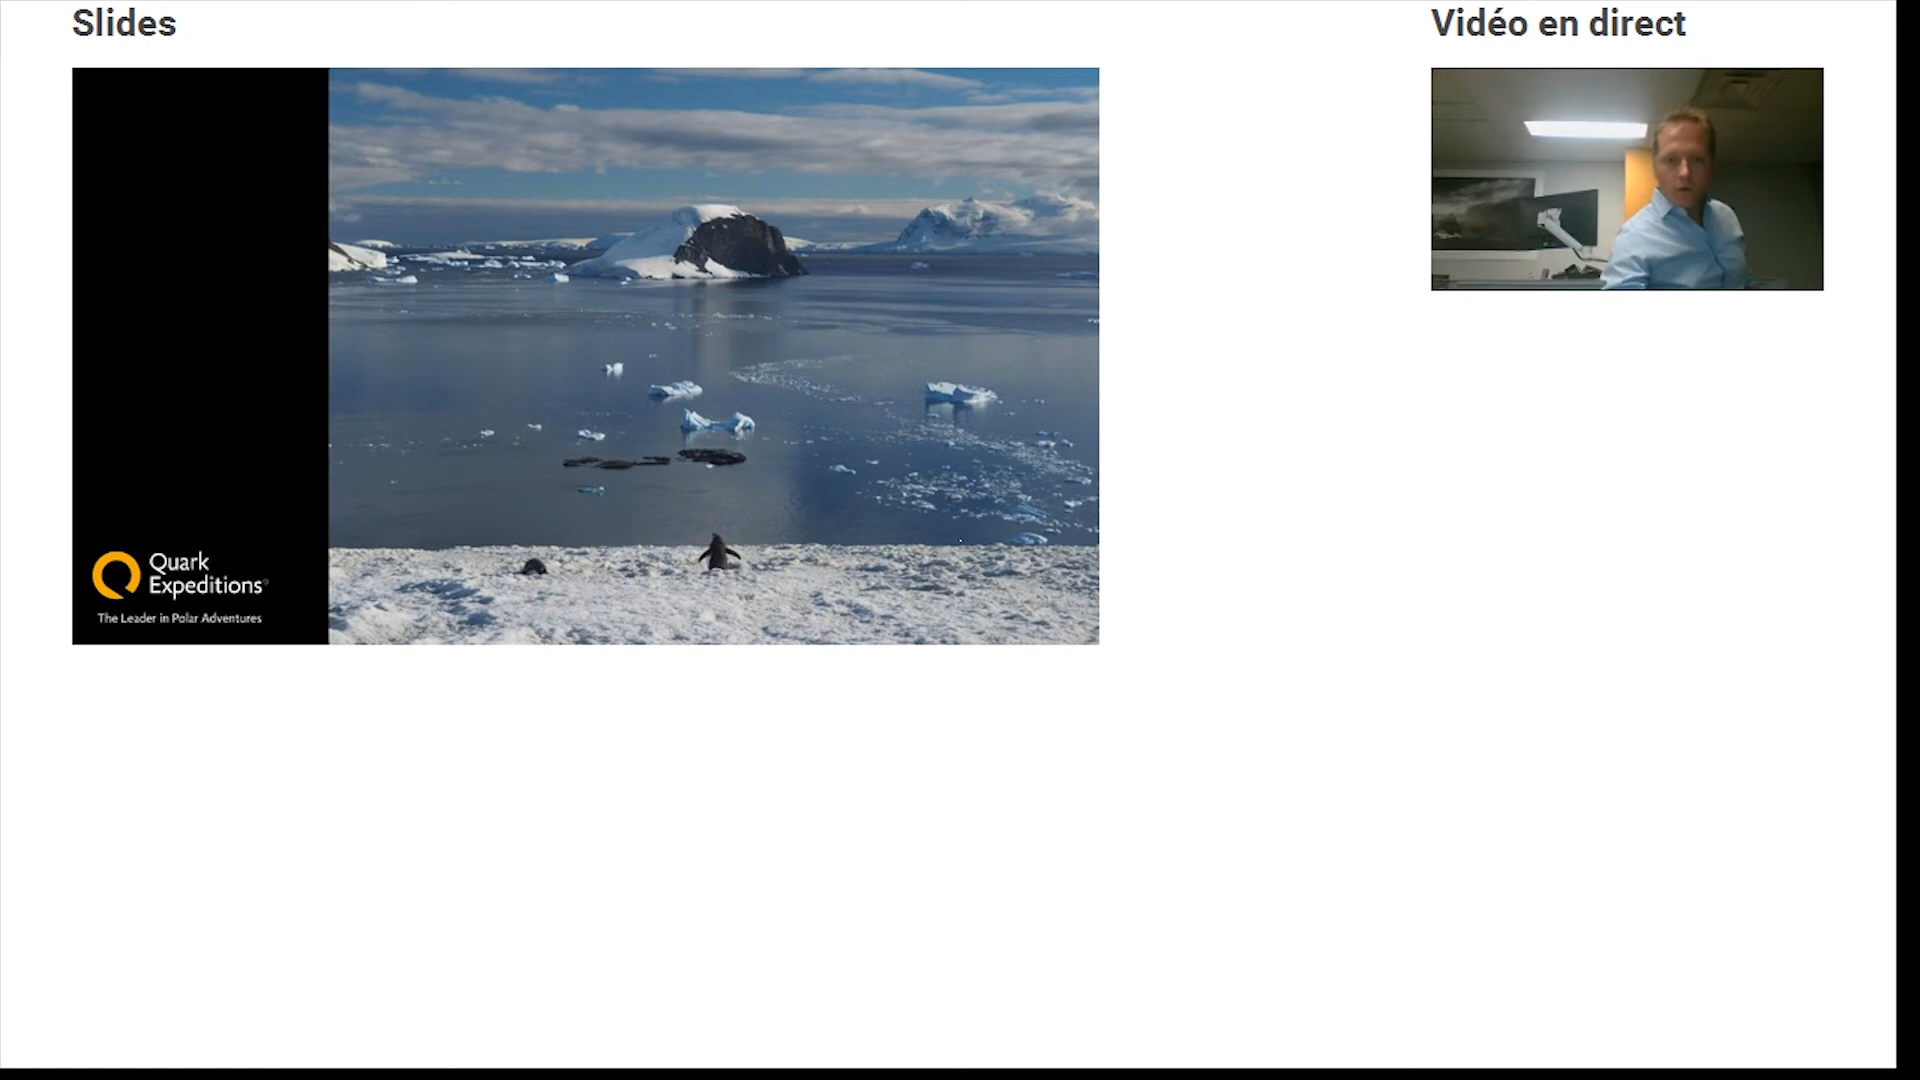 Slides
Vidéo en direct
Quark
Expeditions®
The Leader in Polar Adventures